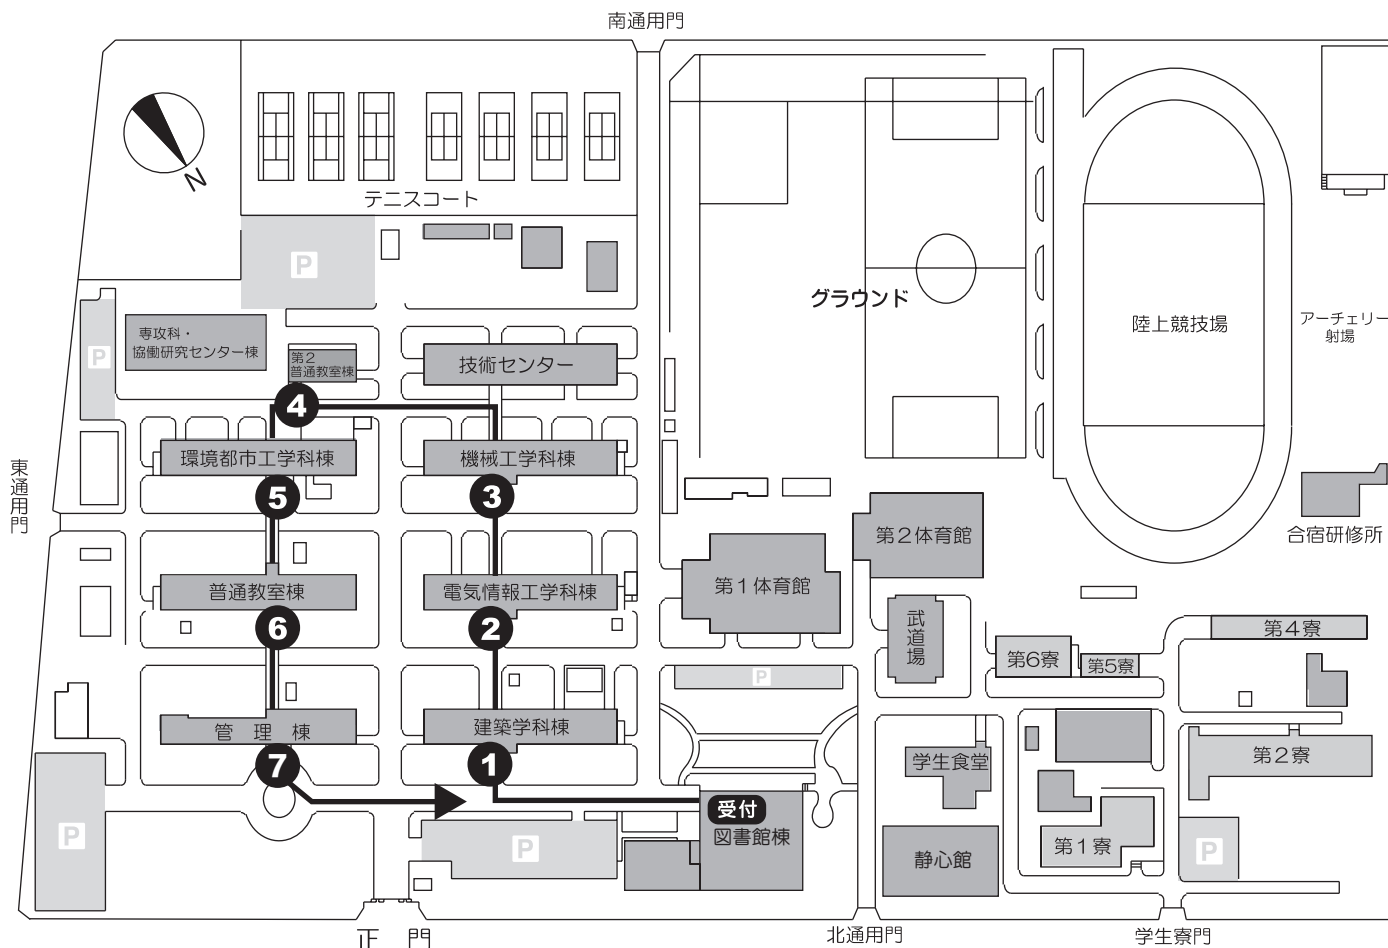 南通用門
N
テニスコート
P
グラウンド
陸上競技場
アーチェリー
射場
専攻科・
協働研究センター棟
P
第2
普通教室棟
技術センター
4
環境都市工学科棟
機械工学科棟
東通用門
5
3
合宿研修所
第2体育館
第1体育館
普通教室棟
電気情報工学科棟
武道場
6
2
第4寮
第6寮
第5寮
P
管理棟
建築学科棟
7
1
学生食堂
第2寮
受付
図書館棟
P
P
静心館
第1寮
P
正門
北通用門
学生寮門